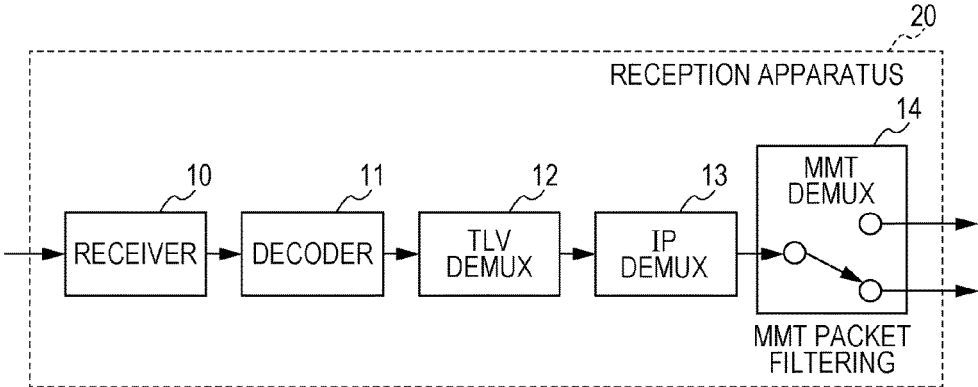 20
RECEPTION APPARATUS
14
10
11
12
13
MMT
DEMUX
RECEIVER
DECODER
TLV
DEMUX
IP
DEMUX
MMT PACKET
FILTERING